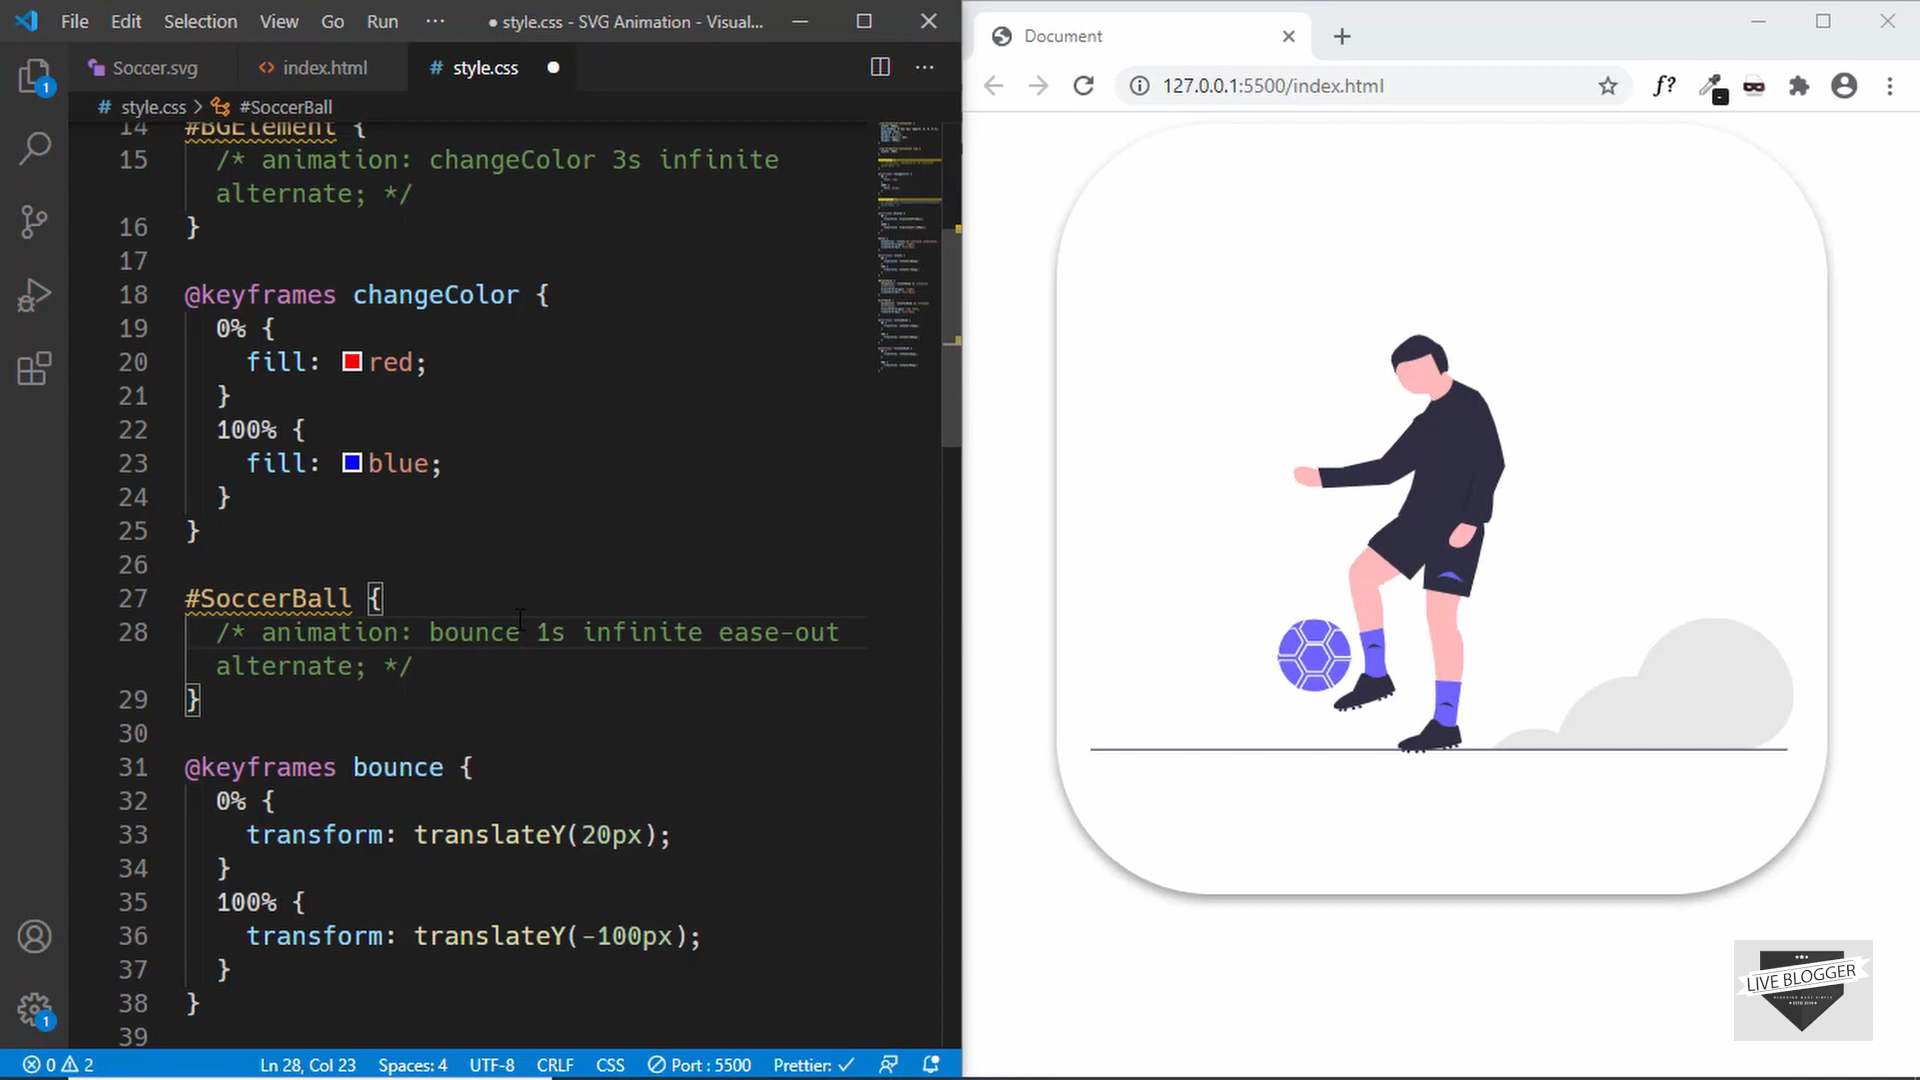 File Edit Selection View Go Run ··· ● style.css - SVG Animation - Visual...
Soccer.svg index.html # style.css
# style.css > #SoccerBall
14 #BGElement {
15 /* animation: changeColor 3s infinite
alternate; */
16 }
17
18 @keyframes changeColor {
19 0% {
20 fill: red;
21 }
22 100% {
23 fill: blue;
24 }
25 }
26
27 #SoccerBall {
28 /* animation: bounce 1s infinite ease-out
alternate; */
29 }
30
31 @keyframes bounce {
32 0% {
33 transform: translateY(20px);
34 }
35 100% {
36 transform: translateY(-100px);
37 }
38 }
39
1
1
0 2 Ln 28, Col 23 Spaces: 4 UTF-8 CRLF CSS Port : 5500 Prettier: ✓
Document
127.0.0.1:5500/index.html
f?
LIVE BLOGGER